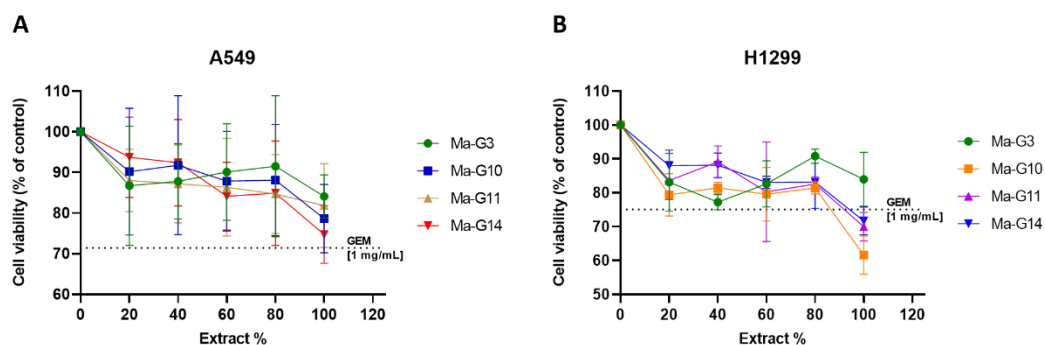 A
A549
Cell viability (% of control)
110
100
90
80
70
60
0
20
40
60
80
100
120
Extract %
GEM
[1 mg/mL]
Ma-G3
Ma-G10
Ma-G11
Ma-G14
B
H1299
Cell viability (% of control)
110
100
90
80
70
60
50
0
20
40
60
80
100
120
Extract %
GEM
[1 mg/mL]
Ma-G3
Ma-G10
Ma-G11
Ma-G14